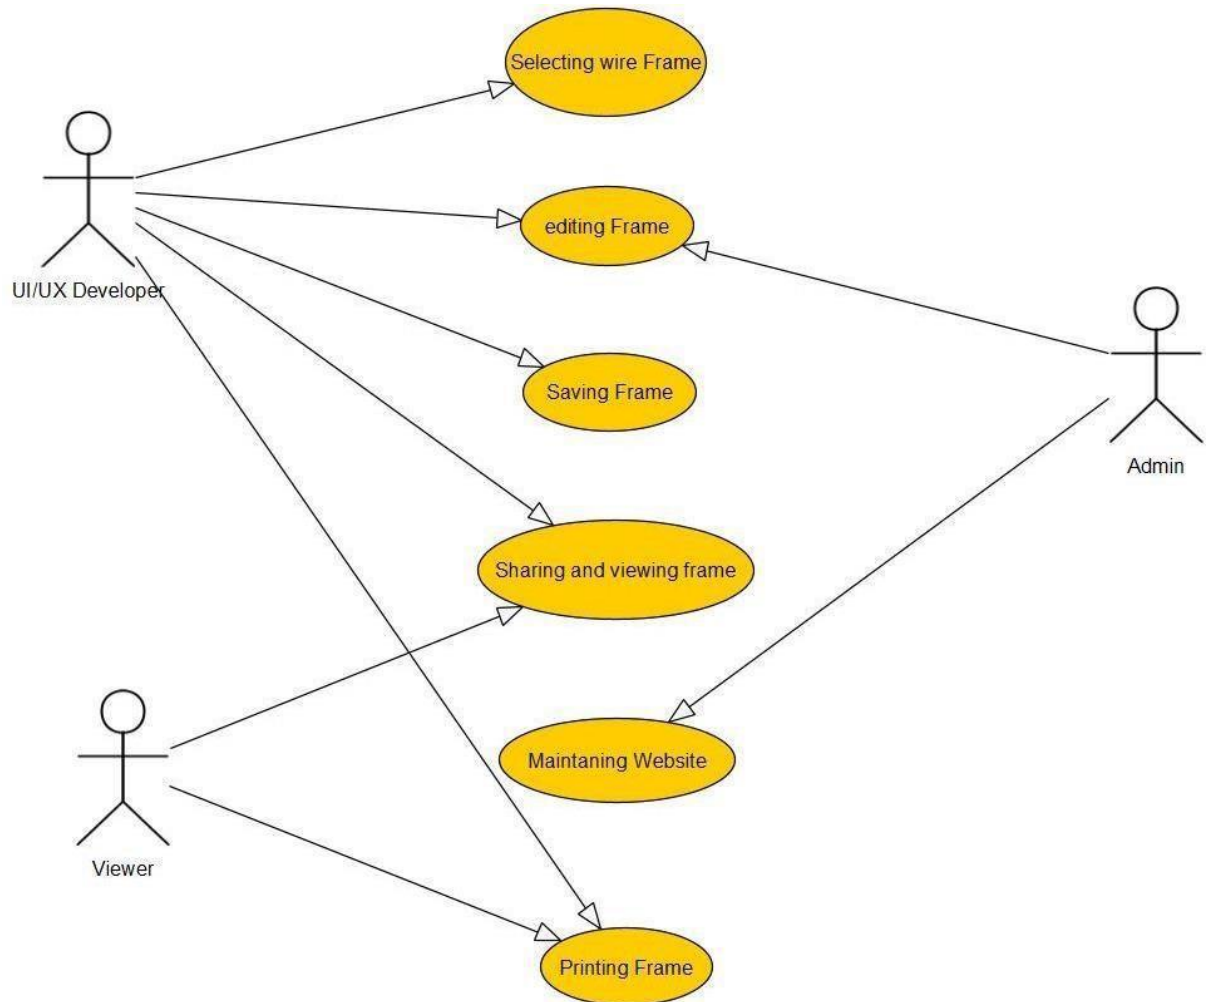 Selecting wire Frame
editing Frame
UI/UX Developer
Saving Frame
Admin
Sharing and viewing frame
Maintaning Website
Viewer
Printing Frame